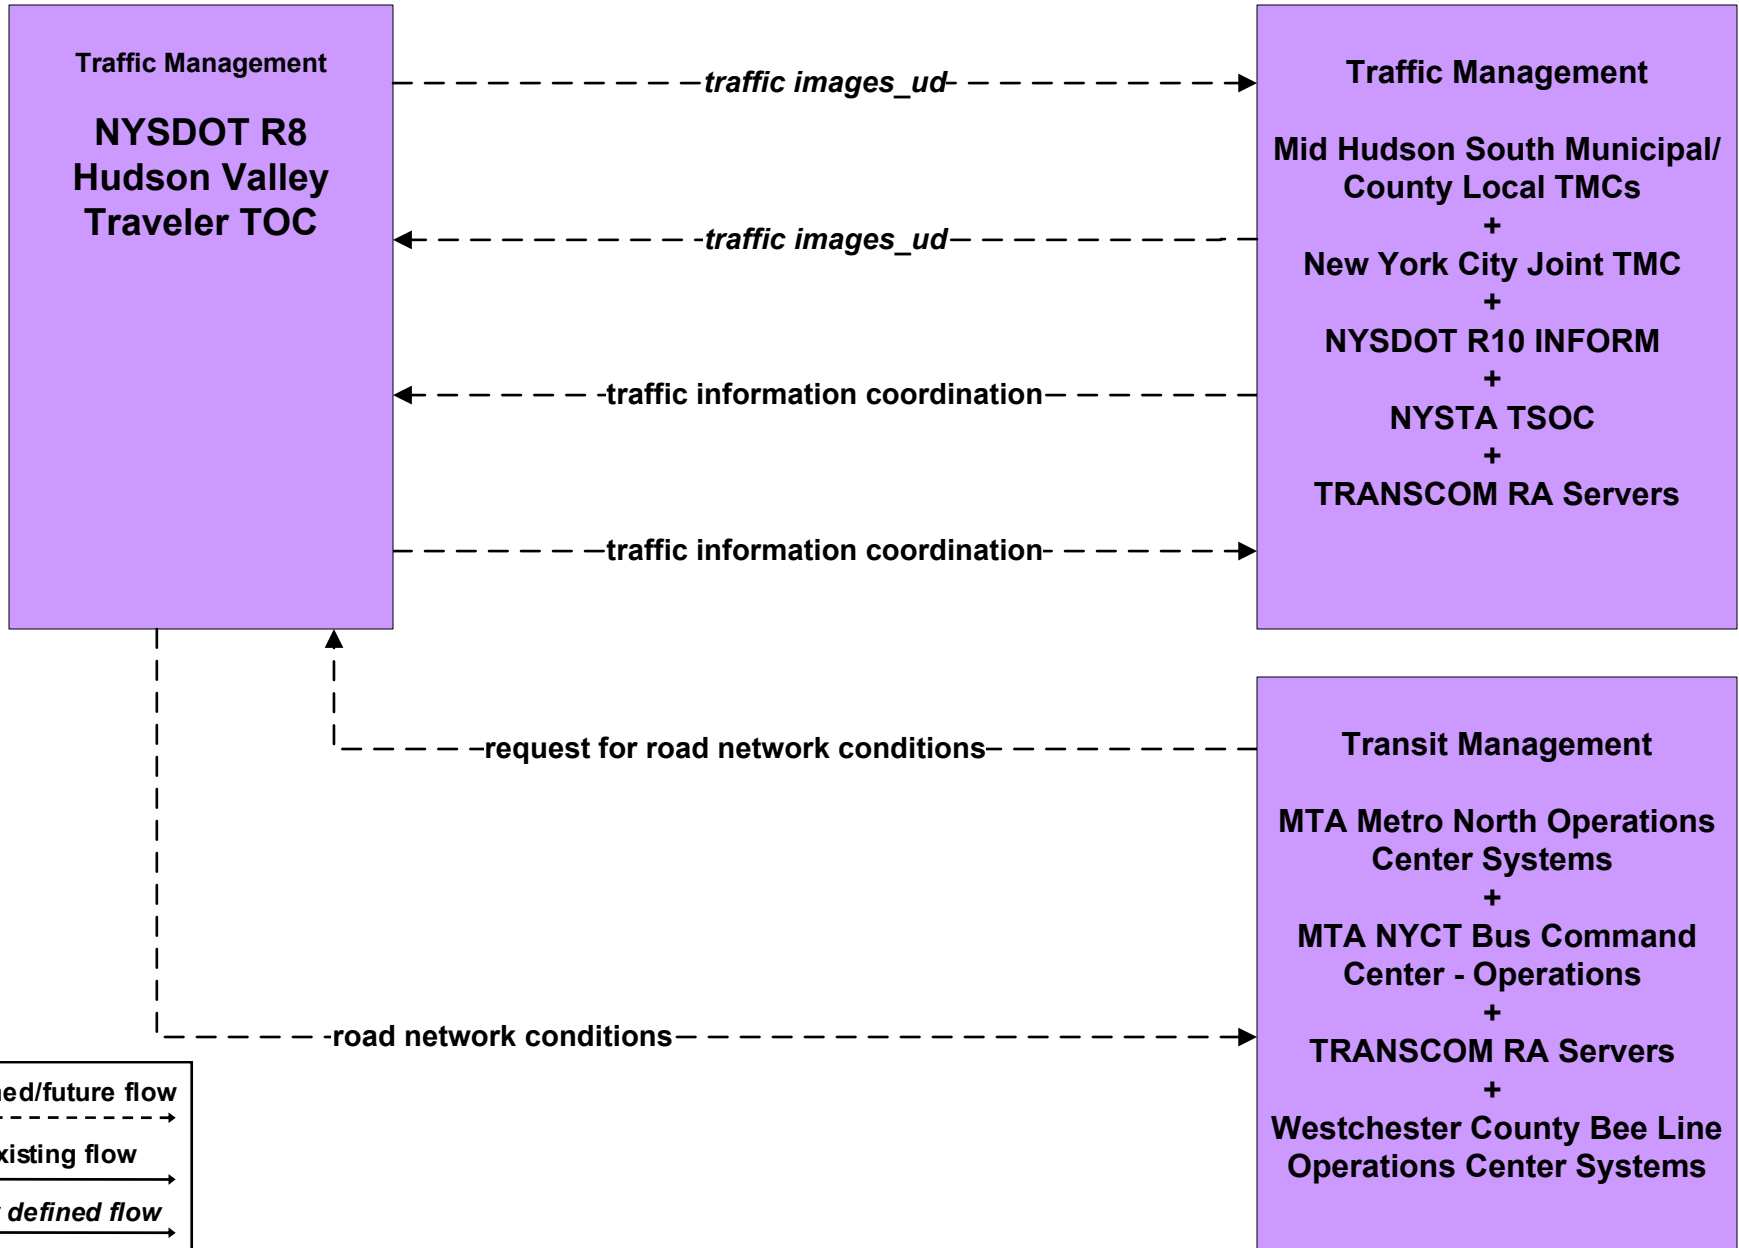 Traffic Management
NYSDOT R8
Hudson Valley
Traveler TOC
traffic images_ud
traffic images_ud
traffic information coordination
traffic information coordination
Traffic Management
Mid Hudson South Municipal/
County Local TMCs
+
New York City Joint TMC
+
NYSDOT R10 INFORM
+
NYSTA TSOC
+
TRANSCOM RA Servers
request for road network conditions
road network conditions
Transit Management
MTA Metro North Operations
Center Systems
+
MTA NYCT Bus Command
Center - Operations
+
TRANSCOM RA Servers
+
Westchester County Bee Line
Operations Center Systems
future flow
flow
defined flow